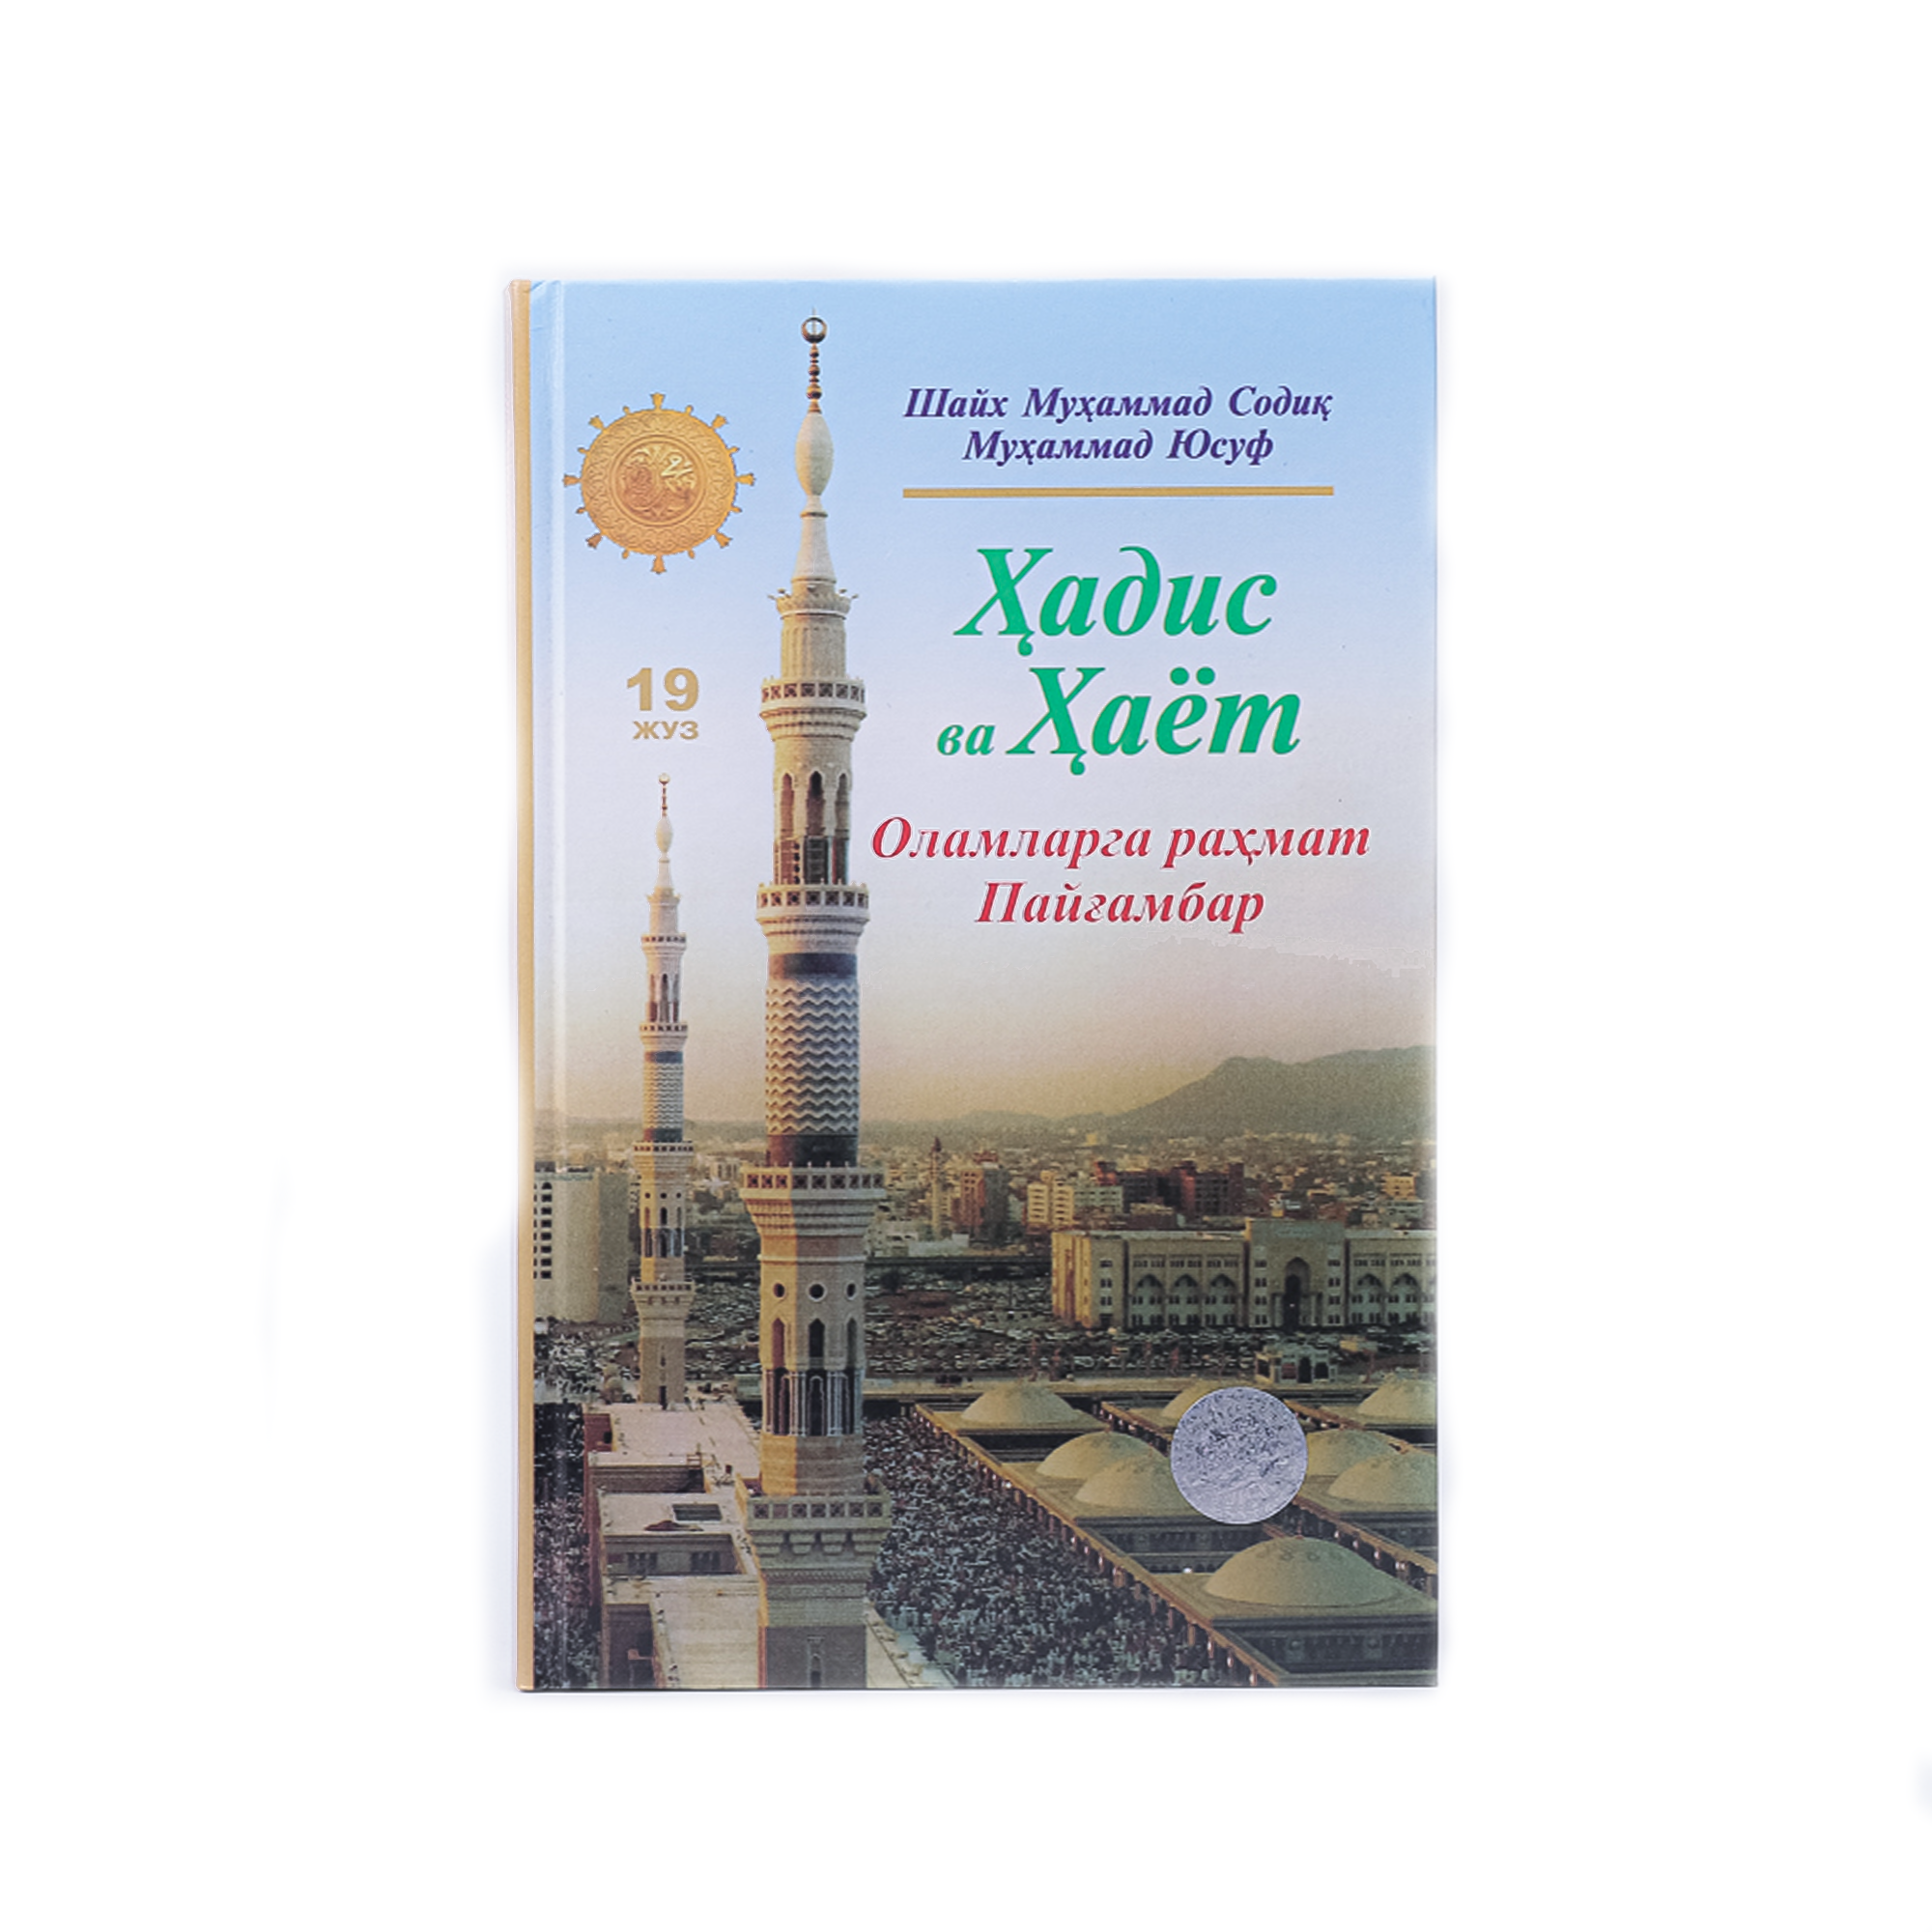 Шайх Муҳаммад Содиқ
Муҳаммад Юсуф
Ҳадис
ва Ҳаёт
19
ЖУЗ
Оламларга раҳмат
Пайғамбар